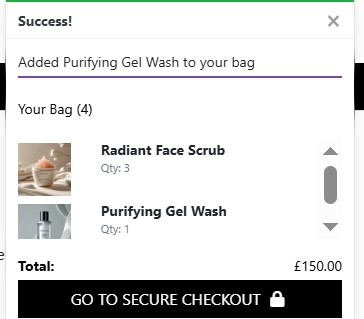 Success!
Added Purifying Gel Wash to your bag
Your Bag (4)
Radiant Face Scrub
Qty: 3
Purifying Gel Wash
Qty: 1
Total: £150.00
GO TO SECURE CHECKOUT